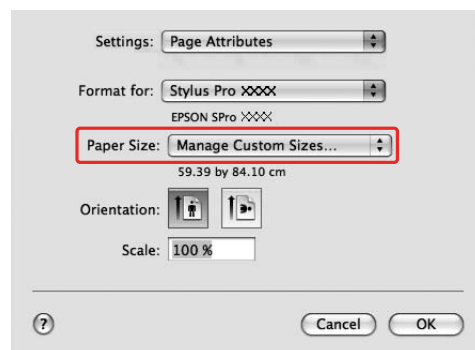 Settings: Page Attributes
Format for: Stylus Pro XXXX
EPSON SPro XXXX
Paper Size: Manage Custom Sizes...
59.39 by 84.10 cm
Orientation:
Scale: 100 %
? Cancel OK